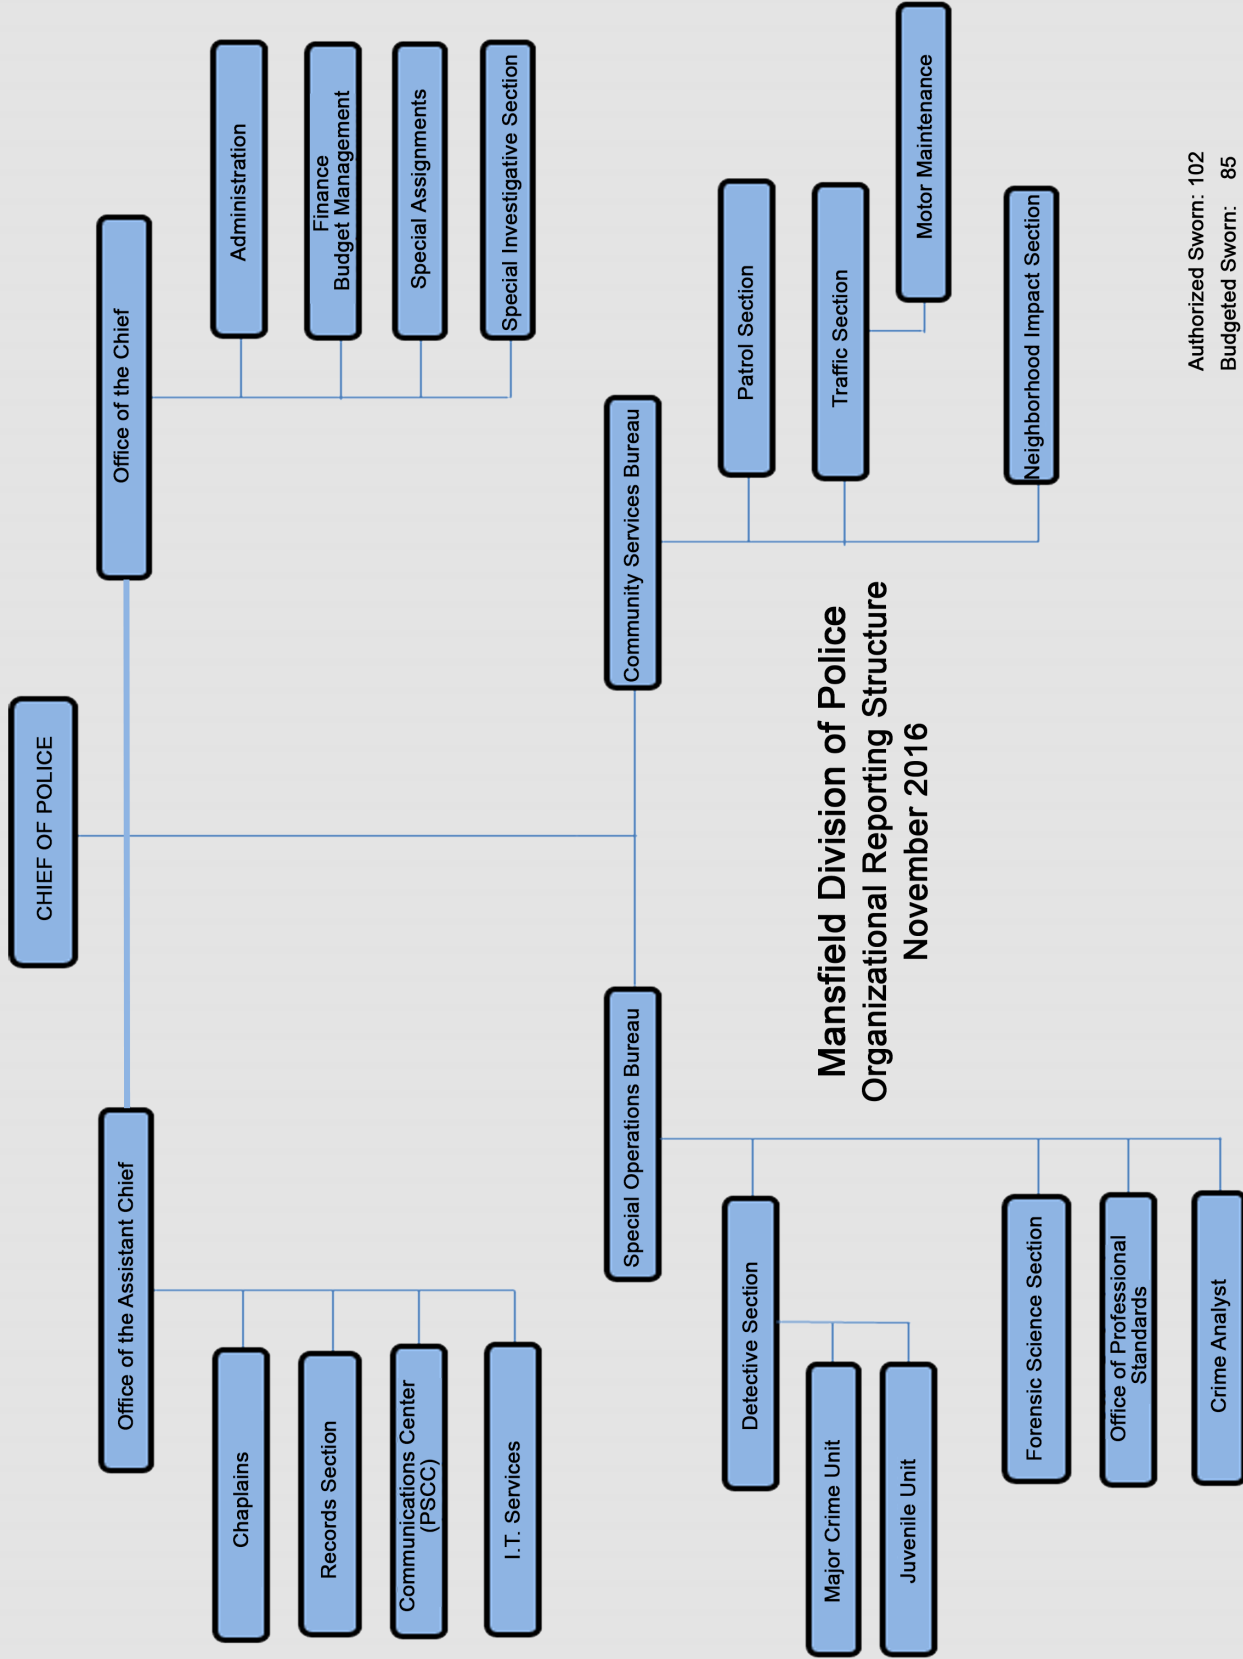 CHIEF OF POLICE
Office of the Assistant Chief
Office of the Chief
Chaplains
Records Section
Communications Center
(PSCC)
I.T. Services
Administration
Finance
Budget Management
Special Assignments
Special Investigative Section
Special Operations Bureau
Community Services Bureau
Detective Section
Major Crime Unit
Juvenile Unit
Forensic Science Section
Office of Professional
Standards
Crime Analyst
Mansfield Division of Police
Organizational Reporting Structure
November 2016
Patrol Section
Traffic Section
Motor Maintenance
Neighborhood Impact Section
Authorized Sworn: 102
Budgeted Sworn: 85